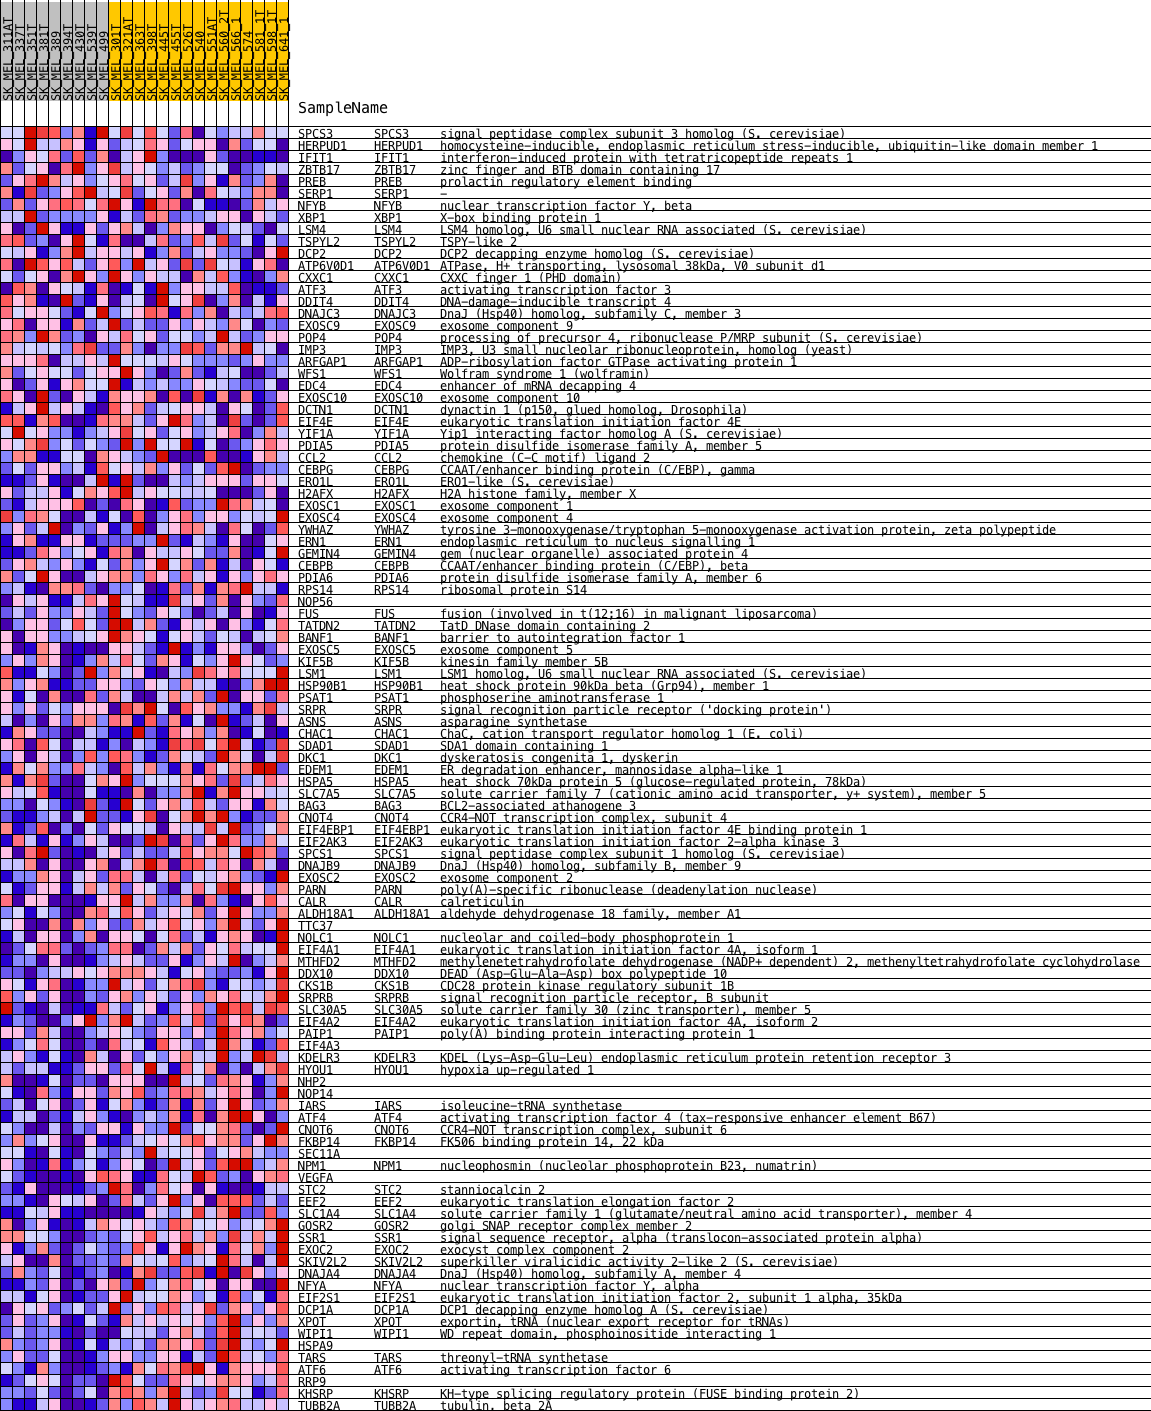 SK_MEL_311AT
SK_MEL_337T
SK_MEL_351T
SK_MEL_381T
SK_MEL_389
SK_MEL_394T
SK_MEL_430T
SK_MEL_539T
SK_MEL_499
SK_MEL_301T
SK_MEL_321AT
SK_MEL_363T
SK_MEL_398T
SK_MEL_445T
SK_MEL_455T
SK_MEL_526T
SK_MEL_540
SK_MEL_551AT
SK_MEL_560_2T
SK_MEL_566_1
SK_MEL_574
SK_MEL_581_1T
SK_MEL_598_1T
SK_MEL_641_1
SampleName
SPCS3 SPCS3 signal peptidase complex subunit 3 homolog (S. cerevisiae)
HERPUD1 HERPUD1 homocysteine-inducible, endoplasmic reticulum stress-inducible, ubiquitin-like domain member 1
IFIT1 IFIT1 interferon-induced protein with tetratricopeptide repeats 1
ZBTB17 ZBTB17 zinc finger and BTB domain containing 17
PREB PREB prolactin regulatory element binding
SERP1 SERP1 -
NFYB NFYB nuclear transcription factor Y, beta
XBP1 XBP1 X-box binding protein 1
LSM4 LSM4 LSM4 homolog, U6 small nuclear RNA associated (S. cerevisiae)
TSPYL2 TSPYL2 TSPY-like 2
DCP2 DCP2 DCP2 decapping enzyme homolog (S. cerevisiae)
ATP6V0D1 ATP6V0D1 ATPase, H+ transporting, lysosomal 38kDa, V0 subunit d1
CXXC1 CXXC1 CXXC finger 1 (PHD domain)
ATF3 ATF3 activating transcription factor 3
DDIT4 DDIT4 DNA-damage-inducible transcript 4
DNAJC3 DNAJC3 DnaJ (Hsp40) homolog, subfamily C, member 3
EXOSC9 EXOSC9 exosome component 9
POP4 POP4 processing of precursor 4, ribonuclease P/MRP subunit (S. cerevisiae)
IMP3 IMP3 IMP3, U3 small nucleolar ribonucleoprotein, homolog (yeast)
ARFGAP1 ARFGAP1 ADP-ribosylation factor GTPase activating protein 1
WFS1 WFS1 Wolfram syndrome 1 (wolframin)
EDC4 EDC4 enhancer of mRNA decapping 4
EXOSC10 EXOSC10 exosome component 10
DCTN1 DCTN1 dynactin 1 (p150, glued homolog, Drosophila)
EIF4E EIF4E eukaryotic translation initiation factor 4E
YIF1A YIF1A Yip1 interacting factor homolog A (S. cerevisiae)
PDIA5 PDIA5 protein disulfide isomerase family A, member 5
CCL2 CCL2 chemokine (C-C motif) ligand 2
CEBPG CEBPG CCAAT/enhancer binding protein (C/EBP), gamma
ERO1L ERO1L ERO1-like (S. cerevisiae)
H2AFX H2AFX H2A histone family, member X
EXOSC1 EXOSC1 exosome component 1
EXOSC4 EXOSC4 exosome component 4
YWHAZ YWHAZ tyrosine 3-monooxygenase/tryptophan 5-monooxygenase activation protein, zeta polypeptide
ERN1 ERN1 endoplasmic reticulum to nucleus signalling 1
GEMIN4 GEMIN4 gem (nuclear organelle) associated protein 4
CEBPB CEBPB CCAAT/enhancer binding protein (C/EBP), beta
PDIA6 PDIA6 protein disulfide isomerase family A, member 6
RPS14 RPS14 ribosomal protein S14
NOP56
FUS FUS fusion (involved in t(12;16) in malignant liposarcoma)
TATDN2 TATDN2 TatD DNase domain containing 2
BANF1 BANF1 barrier to autointegration factor 1
EXOSC5 EXOSC5 exosome component 5
KIF5B KIF5B kinesin family member 5B
LSM1 LSM1 LSM1 homolog, U6 small nuclear RNA associated (S. cerevisiae)
HSP90B1 HSP90B1 heat shock protein 90kDa beta (Grp94), member 1
PSAT1 PSAT1 phosphoserine aminotransferase 1
SRPR SRPR signal recognition particle receptor ('docking protein')
ASNS ASNS asparagine synthetase
CHAC1 CHAC1 ChaC, cation transport regulator homolog 1 (E. coli)
SDAD1 SDAD1 SDA1 domain containing 1
DKC1 DKC1 dyskeratosis congenita 1, dyskerin
EDEM1 EDEM1 ER degradation enhancer, mannosidase alpha-like 1
HSPA5 HSPA5 heat shock 70kDa protein 5 (glucose-regulated protein, 78kDa)
SLC7A5 SLC7A5 solute carrier family 7 (cationic amino acid transporter, y+ system), member 5
BAG3 BAG3 BCL2-associated athanogene 3
CNOT4 CNOT4 CCR4-NOT transcription complex, subunit 4
EIF4EBP1 EIF4EBP1 eukaryotic translation initiation factor 4E binding protein 1
EIF2AK3 EIF2AK3 eukaryotic translation initiation factor 2-alpha kinase 3
SPCS1 SPCS1 signal peptidase complex subunit 1 homolog (S. cerevisiae)
DNAJB9 DNAJB9 DnaJ (Hsp40) homolog, subfamily B, member 9
EXOSC2 EXOSC2 exosome component 2
PARN PARN poly(A)-specific ribonuclease (deadenylation nuclease)
CALR CALR calreticulin
ALDH18A1 ALDH18A1 aldehyde dehydrogenase 18 family, member A1
TTC37
NOLC1 NOLC1 nucleolar and coiled-body phosphoprotein 1
EIF4A1 EIF4A1 eukaryotic translation initiation factor 4A, isoform 1
MTHFD2 MTHFD2 methylenetetrahydrofolate dehydrogenase (NADP+ dependent) 2, methenyltetrahydrofolate cyclohydrolase
DDX10 DDX10 DEAD (Asp-Glu-Ala-Asp) box polypeptide 10
CKS1B CKS1B CDC28 protein kinase regulatory subunit 1B
SRPRB SRPRB signal recognition particle receptor, B subunit
SLC30A5 SLC30A5 solute carrier family 30 (zinc transporter), member 5
EIF4A2 EIF4A2 eukaryotic translation initiation factor 4A, isoform 2
PAIP1 PAIP1 poly(A) binding protein interacting protein 1
EIF4A3
KDELR3 KDELR3 KDEL (Lys-Asp-Glu-Leu) endoplasmic reticulum protein retention receptor 3
HYOU1 HYOU1 hypoxia up-regulated 1
NHP2
NOP14
IARS IARS isoleucine-tRNA synthetase
ATF4 ATF4 activating transcription factor 4 (tax-responsive enhancer element B67)
CNOT6 CNOT6 CCR4-NOT transcription complex, subunit 6
FKBP14 FKBP14 FK506 binding protein 14, 22 kDa
SEC11A
NPM1 NPM1 nucleophosmin (nucleolar phosphoprotein B23, numatrin)
VEGFA
STC2 STC2 stanniocalcin 2
EEF2 EEF2 eukaryotic translation elongation factor 2
SLC1A4 SLC1A4 solute carrier family 1 (glutamate/neutral amino acid transporter), member 4
GOSR2 GOSR2 golgi SNAP receptor complex member 2
SSR1 SSR1 signal sequence receptor, alpha (translocon-associated protein alpha)
EXOC2 EXOC2 exocyst complex component 2
SKIV2L2 SKIV2L2 superkiller viralicidic activity 2-like 2 (S. cerevisiae)
DNAJA4 DNAJA4 DnaJ (Hsp40) homolog, subfamily A, member 4
NFYA NFYA nuclear transcription factor Y, alpha
EIF2S1 EIF2S1 eukaryotic translation initiation factor 2, subunit 1 alpha, 35kDa
DCP1A DCP1A DCP1 decapping enzyme homolog A (S. cerevisiae)
XPOT XPOT exportin, tRNA (nuclear export receptor for tRNAs)
WIPI1 WIPI1 WD repeat domain, phosphoinositide interacting 1
HSPA9
TARS TARS threonyl-tRNA synthetase
ATF6 ATF6 activating transcription factor 6
RRP9
KHSRP KHSRP KH-type splicing regulatory protein (FUSE binding protein 2)
TUBB2A TUBB2A tubulin, beta 2A